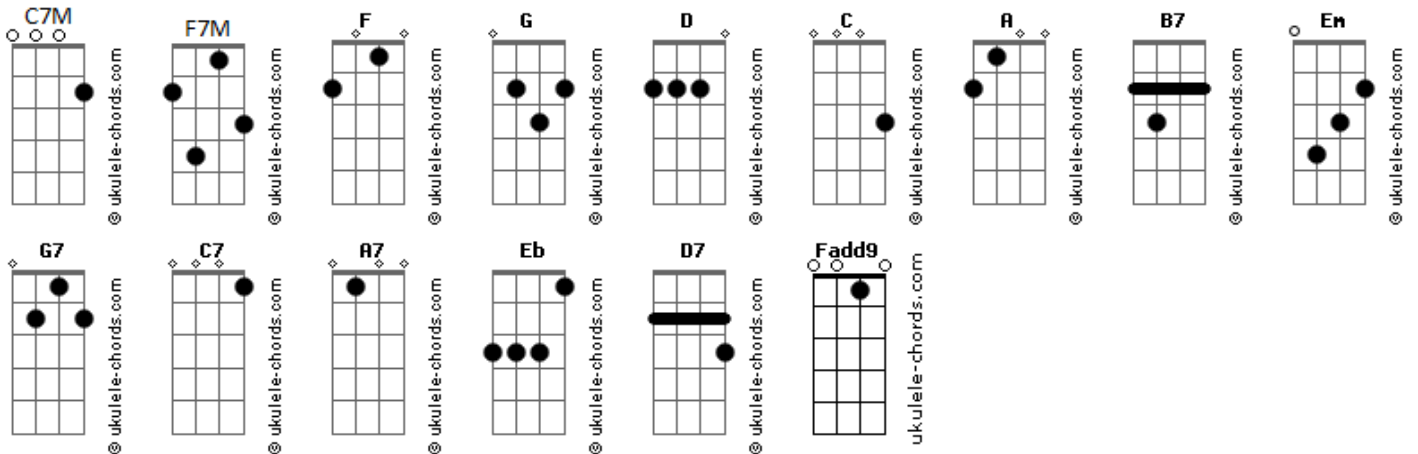 C7M F7M F G D C A B7 Em
© ukulele-chords.com © ukulele-chords.com © ukulele-chords.com © ukulele-chords.com © ukulele-chords.com © ukulele-chords.com © ukulele-chords.com © ukulele-chords.com © ukulele-chords.com
G7 C7 A7 Eb D7 Fadd9
© ukulele-chords.com © ukulele-chords.com © ukulele-chords.com © ukulele-chords.com © ukulele-chords.com ukulele-chords.com